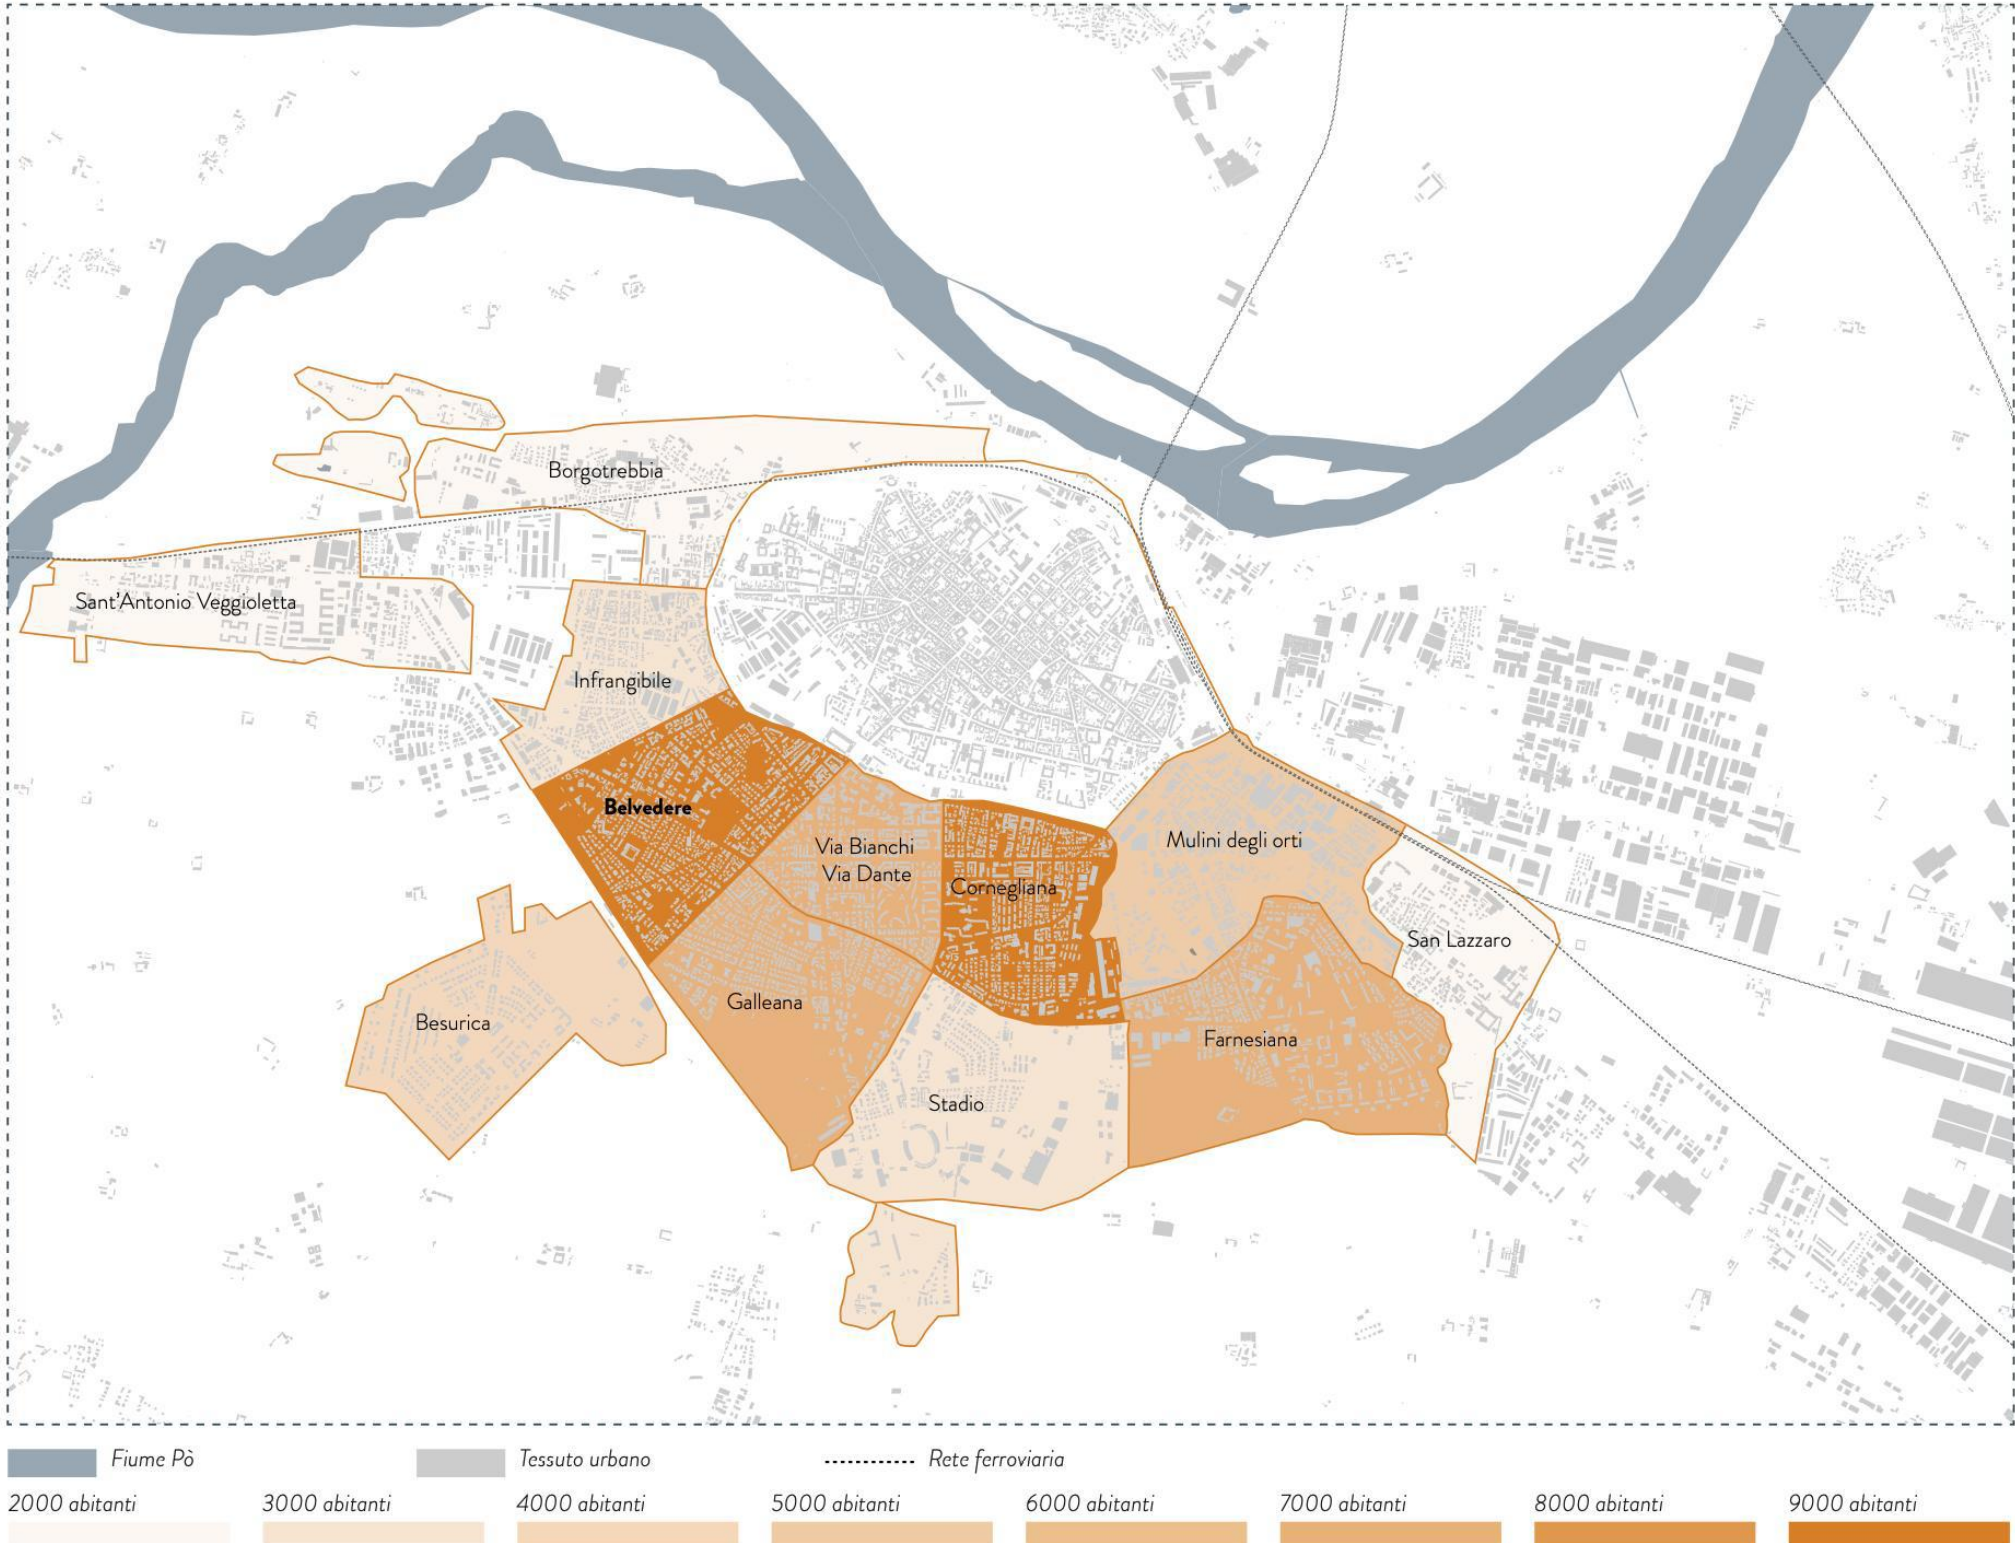 Borgotrebbia
Sant'Antonio Veggioletta
Infrangibile
Belvedere
Via Bianchi
Via Dante
Mulini degli orti
Cornegliana
San Lazzaro
Galleana
Besurica
Farnesiana
Stadio
Fiume Pò
Tessuto urbano
Rete ferroviaria
2000 abitanti
3000 abitanti
4000 abitanti
5000 abitanti
6000 abitanti
7000 abitanti
8000 abitanti
9000 abitanti